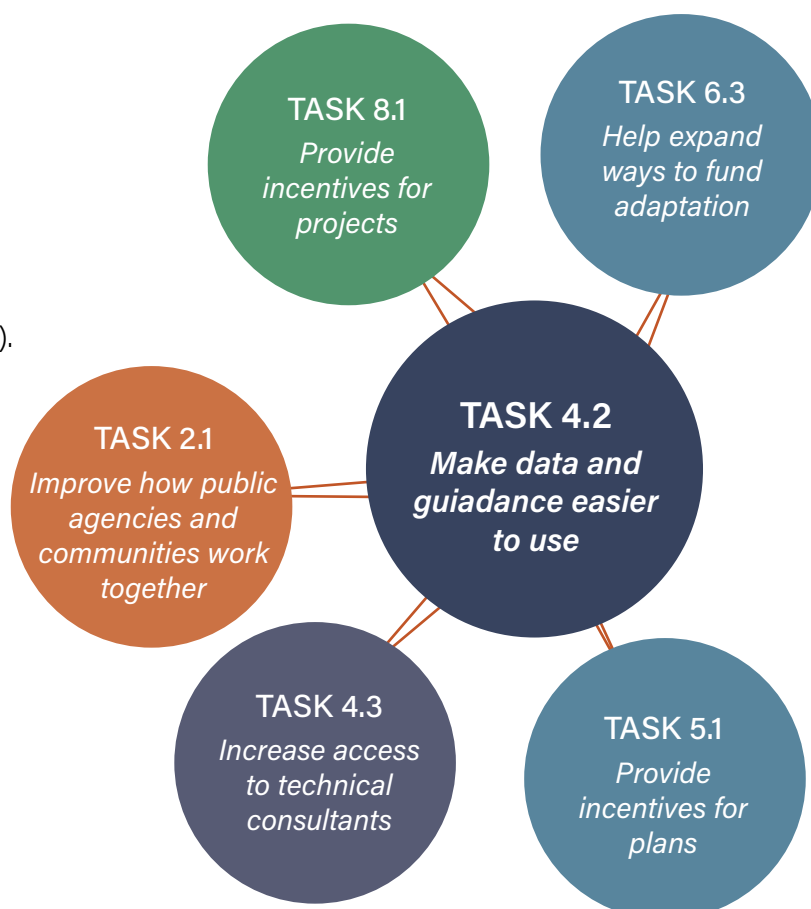 TASK 8.1
Provide
incentives for
projects
TASK 6.3
Help expand
ways to fund
adaptation
).
TASK 4.2
Make data and
guiadance easier
to use
TASK 2.1
Improve how public
agencies and
communities work
together
TASK 4.3
Increase access
to technical
consultants
TASK 5.1
Provide
incentives for
plans